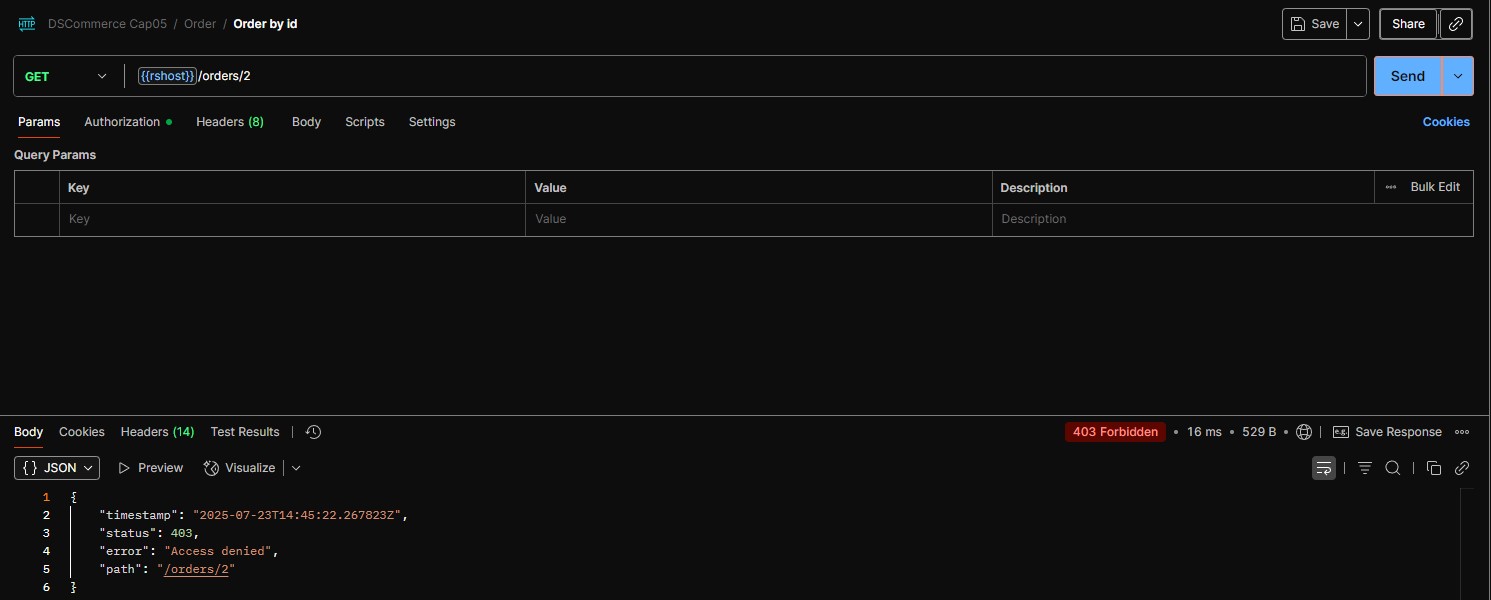 HTTP DSCommerce Cap05 / Order / Order by id Save Share
GET {{rshost}}/orders/2 Send
Params Authorization Headers (8) Body Scripts Settings Cookies
Query Params
Key Value Description Bulk Edit
Key Value Description
Body Cookies Headers (14) Test Results 403 Forbidden • 16 ms • 529 B • e.g. Save Response
{} JSON Preview Visualize
1 {
2 "timestamp": "2025-07-23T14:45:22.267823Z",
3 "status": 403,
4 "error": "Access denied",
5 "path": "/orders/2"
6 }